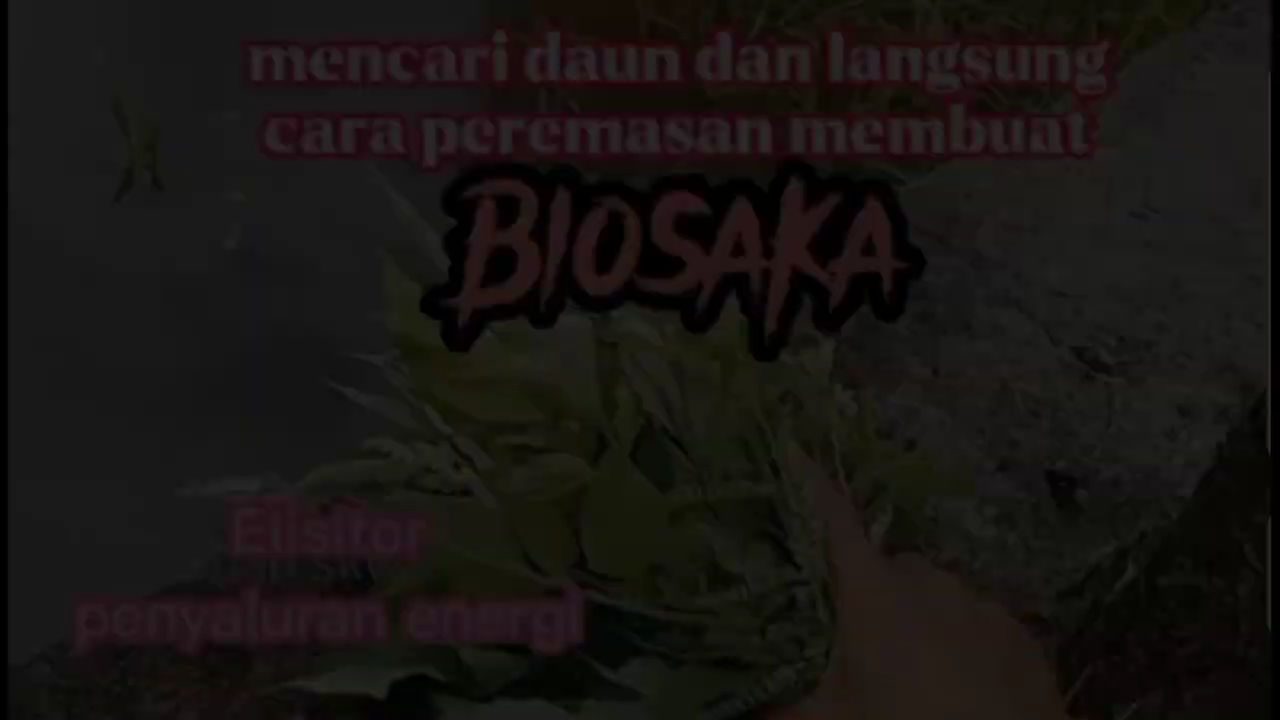 mencari daun dan langsung
cara peremasan membuat
BIOSAKA
Elisitor
penyaluran energi